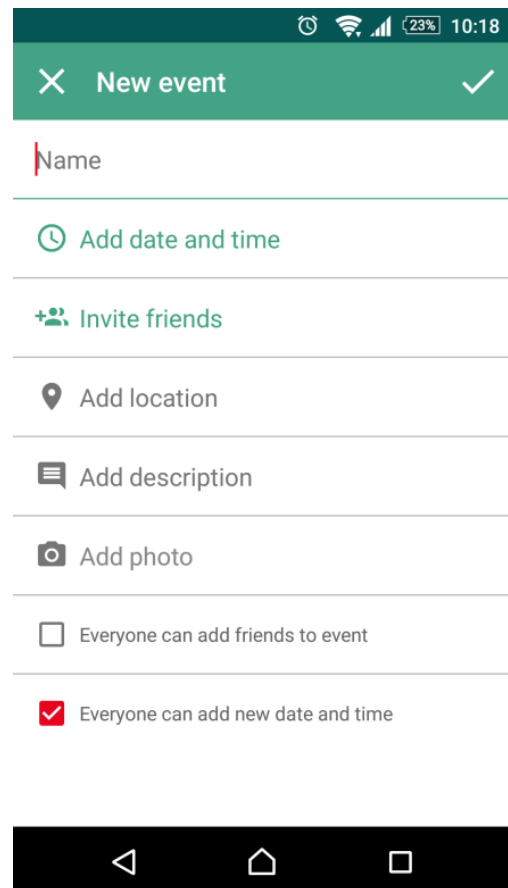 23% 10:18
New event
Name
Add date and time
Invite friends
Add location
Add description
Add photo
Everyone can add friends to event
Everyone can add new date and time